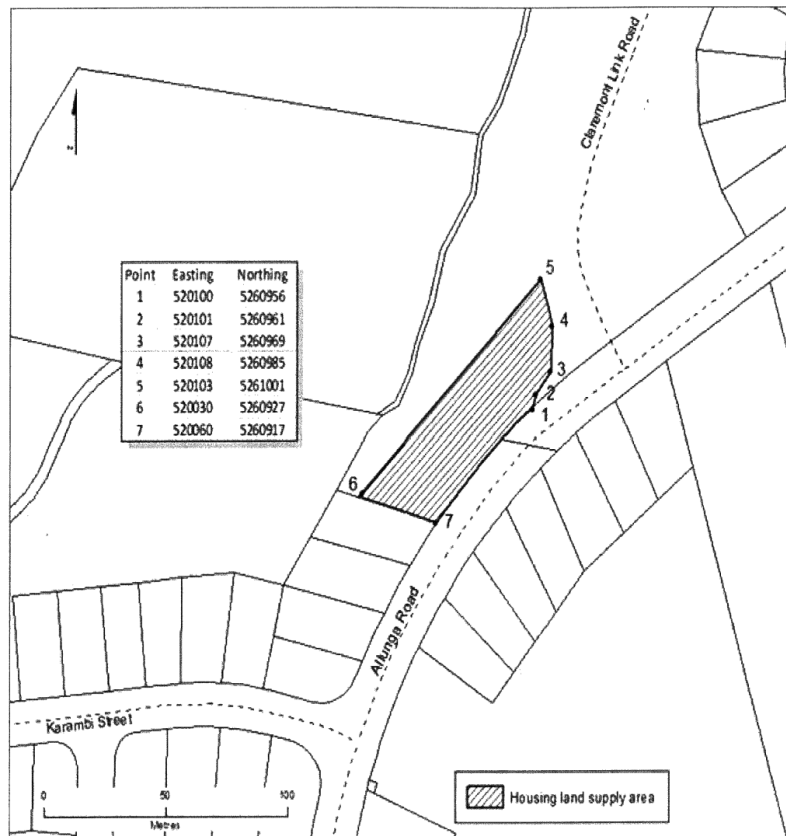 Claremont Link Road
Point Easting Northing
1 520100 5260956
2 520101 5260961
3 520107 5260969
4 520108 5260985
5 520103 5261001
6 520030 5260927
7 520060 5260917
5
4
3
2
1
6
7
Allunga Road
Karambi Street
0 50 100
Metres
Housing land supply area